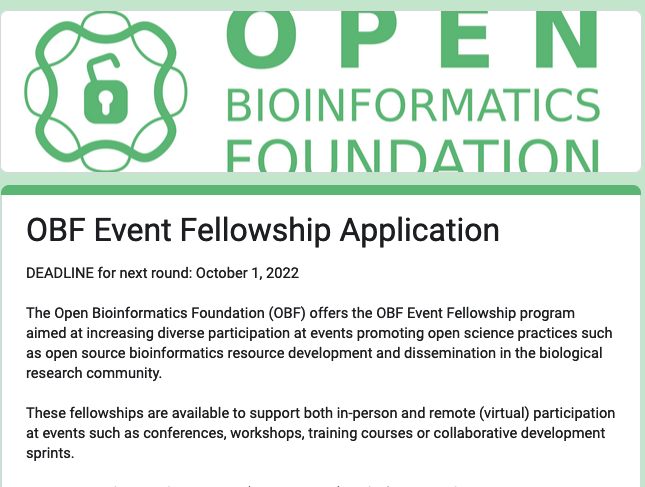 OPEN
BIOINFORMATICS
FOUNDATION
OBF Event Fellowship Application
DEADLINE for next round: October 1, 2022
The Open Bioinformatics Foundation (OBF) offers the OBF Event Fellowship program
aimed at increasing diverse participation at events promoting open science practices such
as open source bioinformatics resource development and dissemination in the biological
research community.
These fellowships are available to support both in-person and remote (virtual) participation
at events such as conferences, workshops, training courses or collaborative development
sprints.